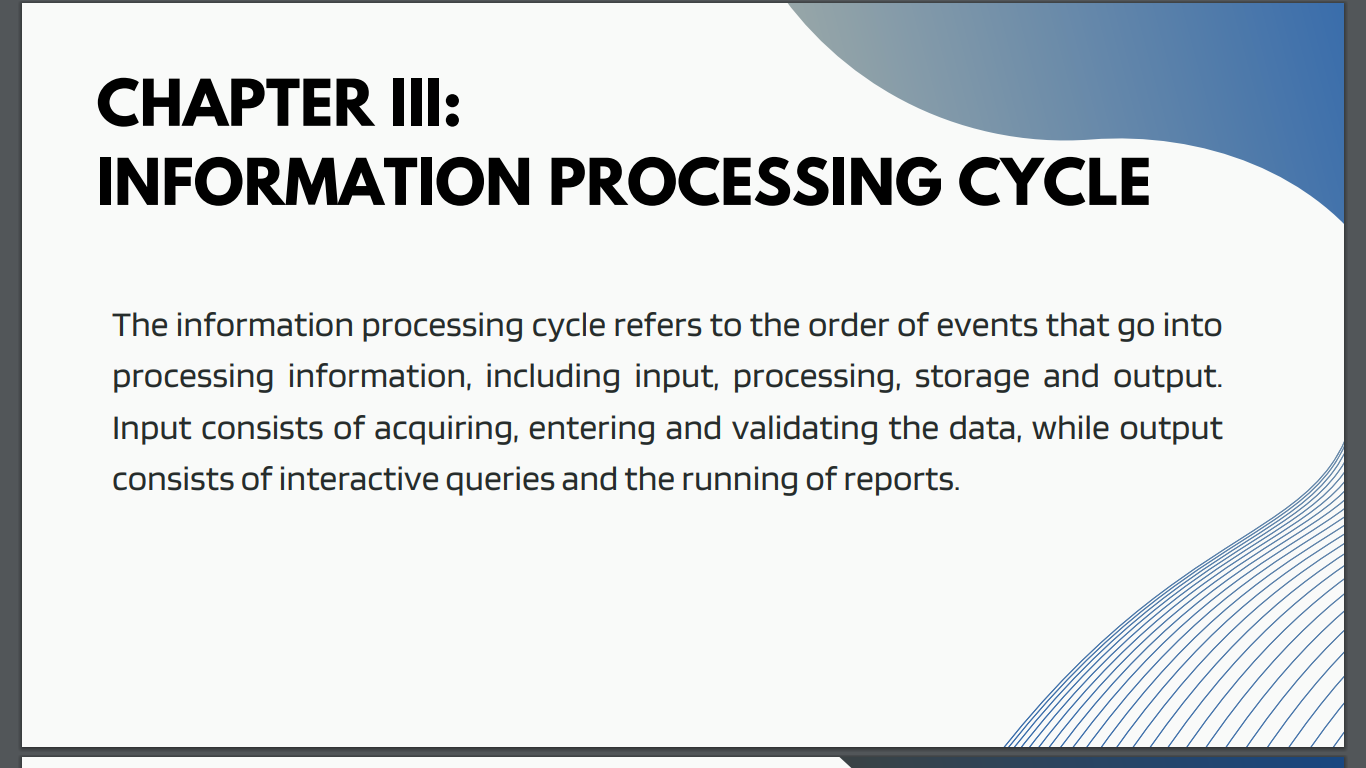 CHAPTER III:
INFORMATION PROCESSING CYCLE
The information processing cycle refers to the order of events that go into
processing information, including input, processing, storage and output.
Input consists of acquiring, entering and validating the data, while output
consists of interactive queries and the running of reports.